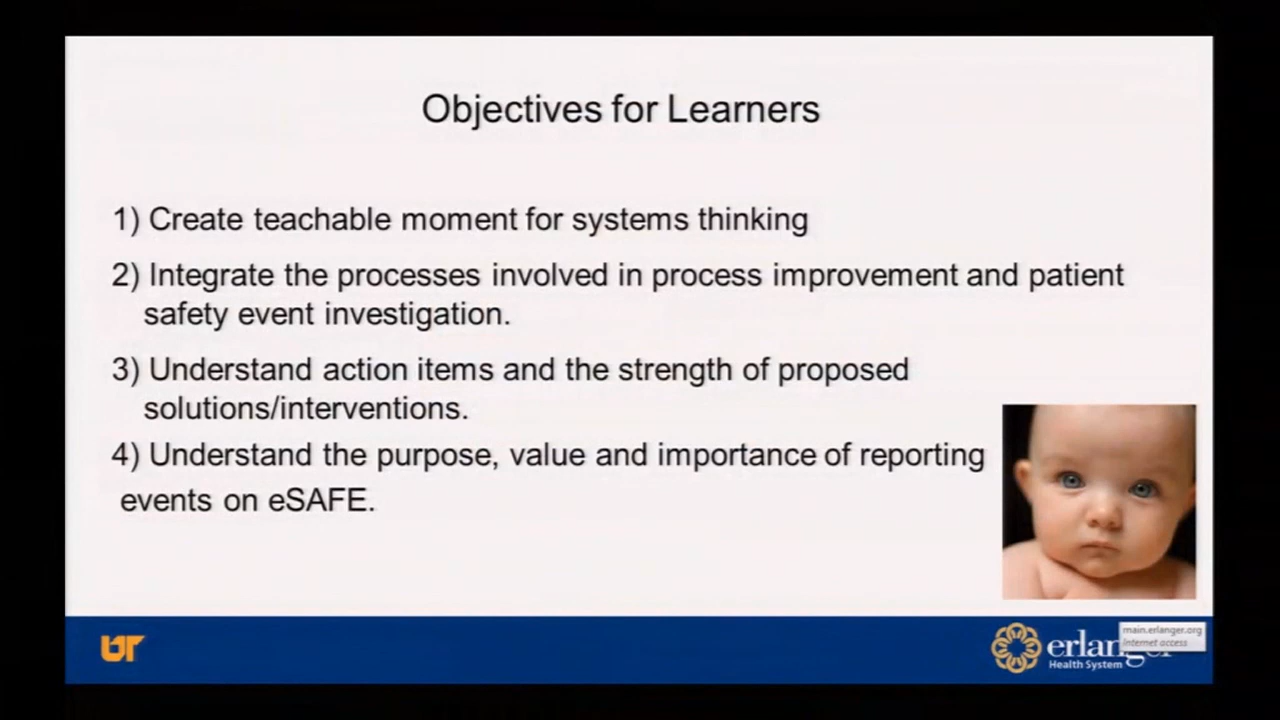 Objectives for Learners
1) Create teachable moment for systems thinking
2) Integrate the processes involved in process improvement and patient
safety event investigation.
3) Understand action items and the strength of proposed
solutions/interventions.
4) Understand the purpose, value and importance of reporting
events on eSAFE.
UT
erlanger
Health System
main.erlanger.org
Internet access